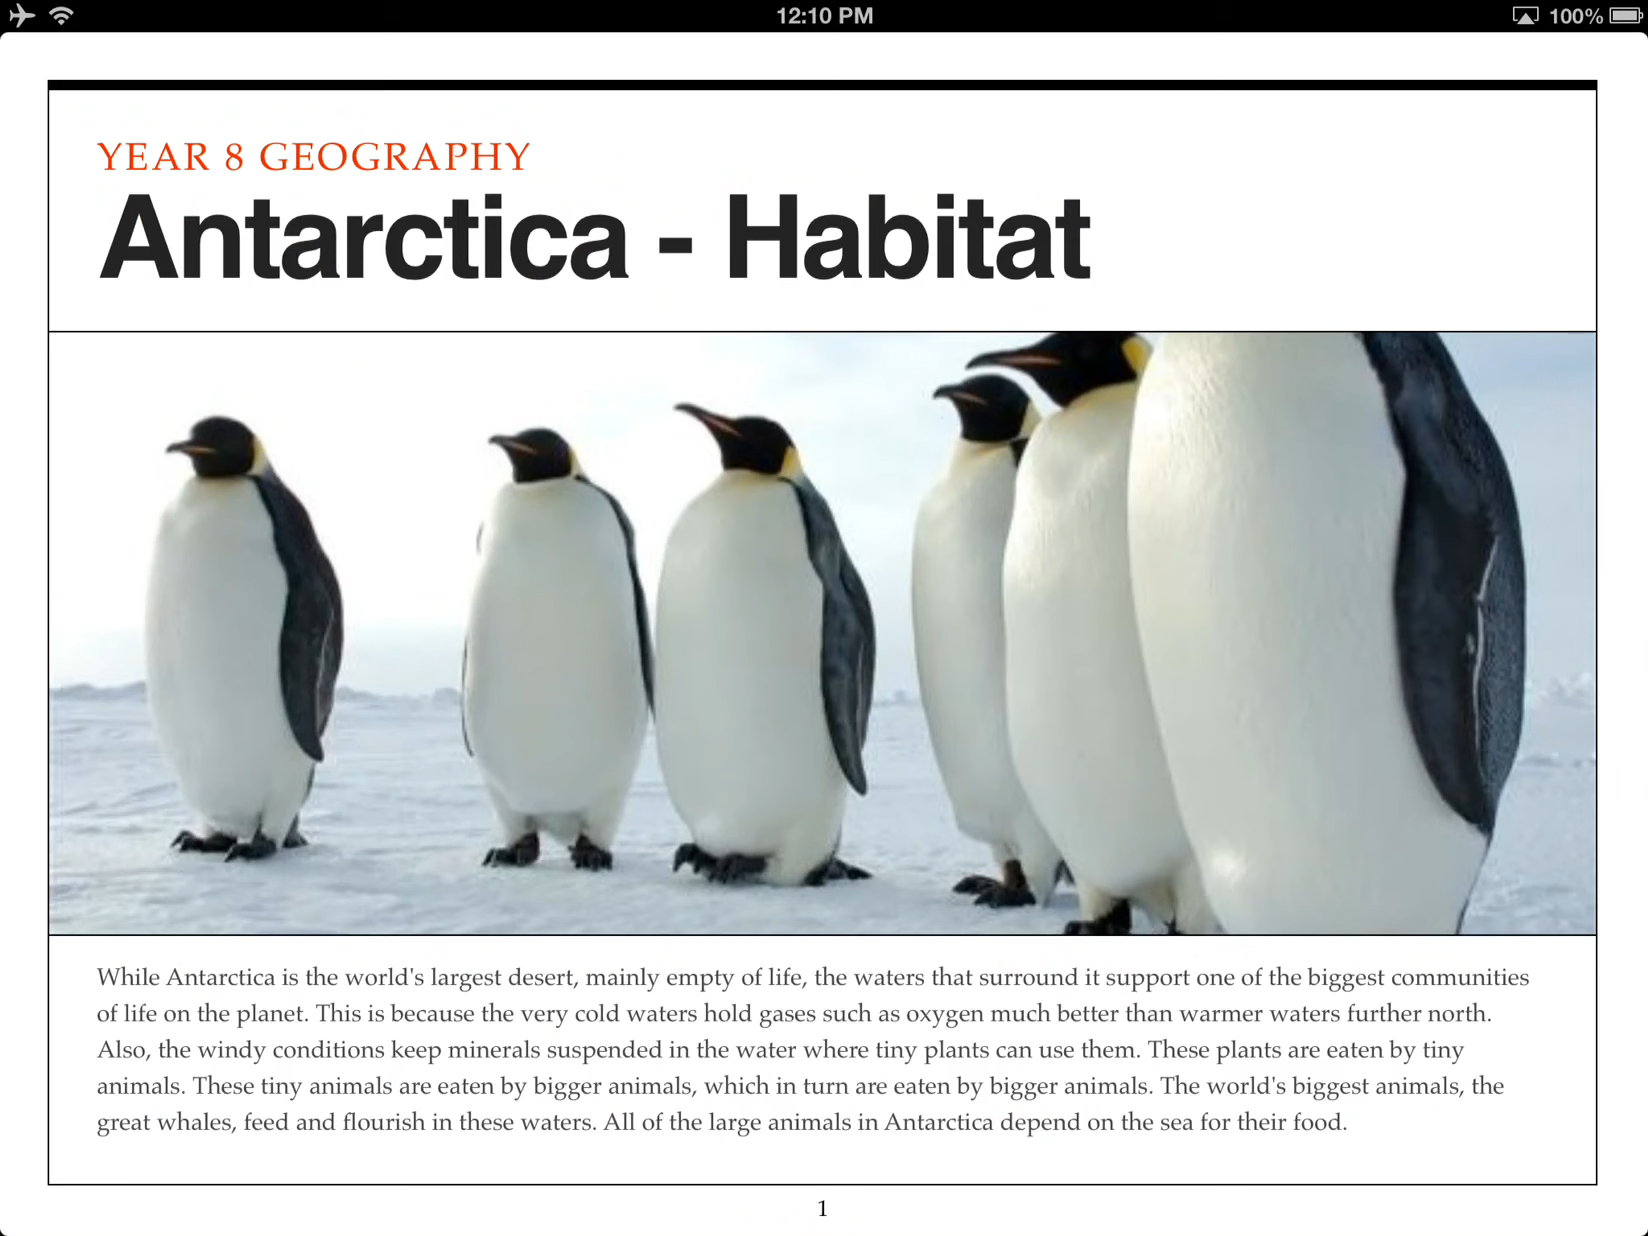 12:10 PM
100%
YEAR 8 GEOGRAPHY
Antarctica - Habitat
While Antarctica is the world's largest desert, mainly empty of life, the waters that surround it support one of the biggest communities
of life on the planet. This is because the very cold waters hold gases such as oxygen much better than warmer waters further north.
Also, the windy conditions keep minerals suspended in the water where tiny plants can use them. These plants are eaten by tiny
animals. These tiny animals are eaten by bigger animals, which in turn are eaten by bigger animals. The world's biggest animals, the
great whales, feed and flourish in these waters. All of the large animals in Antarctica depend on the sea for their food.
1